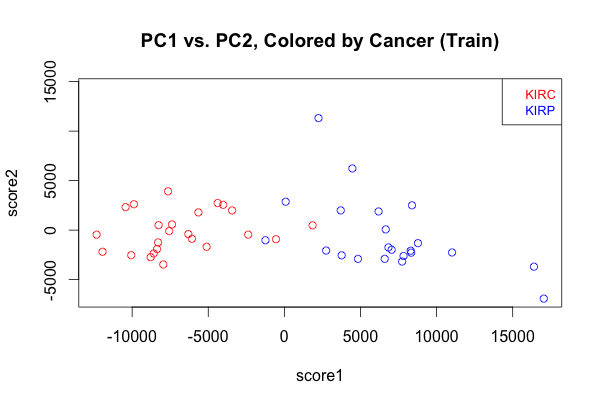 PC1 vs. PC2, Colored by Cancer (Train)
KIRC
KIRP
15000
5000
0
-5000
score2
-10000 -5000 0 5000 10000 15000
score1